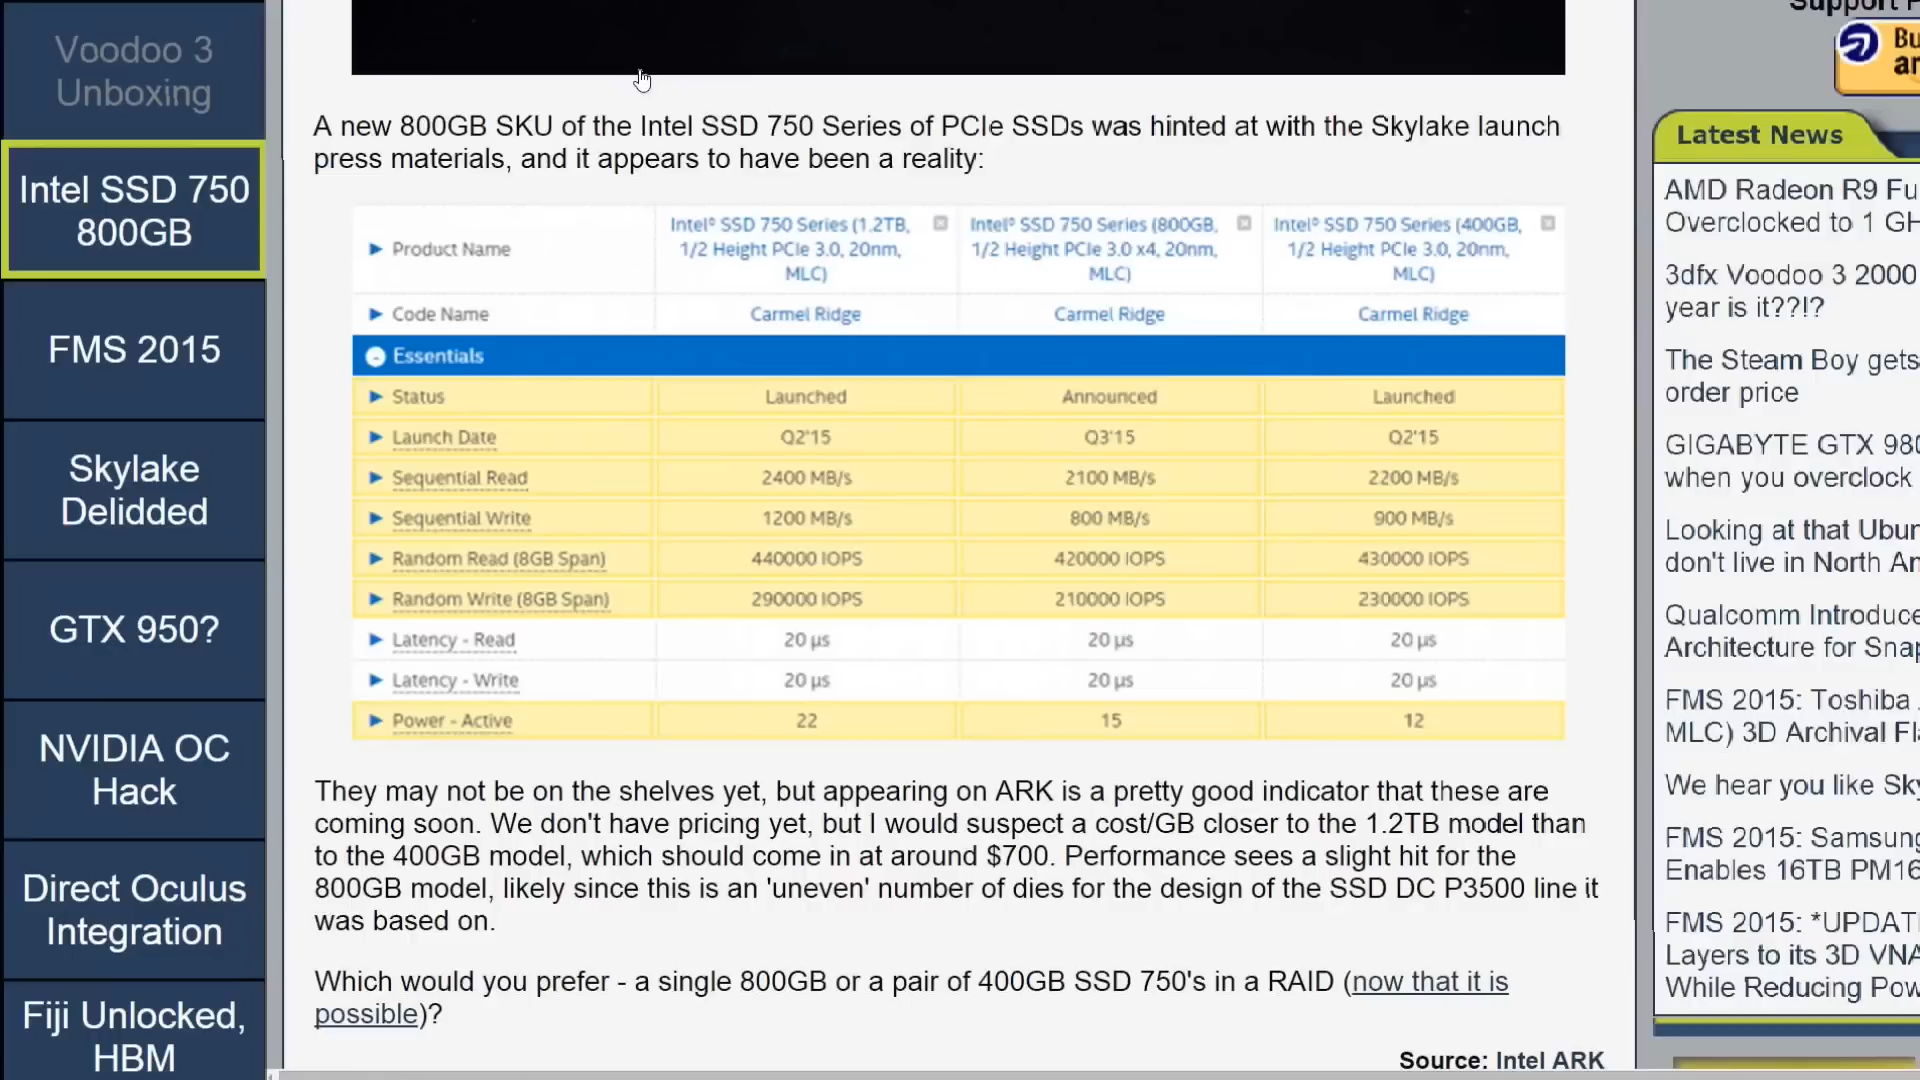 Voodoo 3
Unboxing
Intel SSD 750
800GB
FMS 2015
Skylake
Delidded
GTX 950?
NVIDIA OC
Hack
Direct Oculus
Integration
Fiji Unlocked,
HBM
A new 800GB SKU of the Intel SSD 750 Series of PCIe SSDs was hinted at with the Skylake launch
press materials, and it appears to have been a reality:
Product Name
Intel® SSD 750 Series (1.2TB,
1/2 Height PCIe 3.0, 20nm,
MLC)
Intel® SSD 750 Series (800GB,
1/2 Height PCIe 3.0 x4, 20nm,
MLC)
Intel® SSD 750 Series (400GB,
1/2 Height PCIe 3.0, 20nm,
MLC)
Code Name Carmel Ridge Carmel Ridge Carmel Ridge
Essentials
Status Launched Announced Launched
Launch Date Q2'15 Q3'15 Q2'15
Sequential Read 2400 MB/s 2100 MB/s 2200 MB/s
Sequential Write 1200 MB/s 800 MB/s 900 MB/s
Random Read (8GB Span) 440000 IOPS 420000 IOPS 430000 IOPS
Random Write (8GB Span) 290000 IOPS 210000 IOPS 230000 IOPS
Latency - Read 20 µs 20 µs 20 µs
Latency - Write 20 µs 20 µs 20 µs
Power - Active 22 15 12
They may not be on the shelves yet, but appearing on ARK is a pretty good indicator that these are
coming soon. We don't have pricing yet, but I would suspect a cost/GB closer to the 1.2TB model than
to the 400GB model, which should come in at around $700. Performance sees a slight hit for the
800GB model, likely since this is an 'uneven' number of dies for the design of the SSD DC P3500 line it
was based on.
Which would you prefer - a single 800GB or a pair of 400GB SSD 750's in a RAID (now that it is
possible)?
Source: Intel ARK
Support
Bu
an
Latest News
AMD Radeon R9 Fu
Overclocked to 1 GH
3dfx Voodoo 3 2000
year is it??!?
The Steam Boy gets
order price
GIGABYTE GTX 980
when you overclock
Looking at that Ubun
don't live in North Am
Qualcomm Introduce
Architecture for Snap
FMS 2015: Toshiba
MLC) 3D Archival Fla
We hear you like Sky
FMS 2015: Samsung
Enables 16TB PM16
FMS 2015: *UPDAT
Layers to its 3D VNA
While Reducing Pow